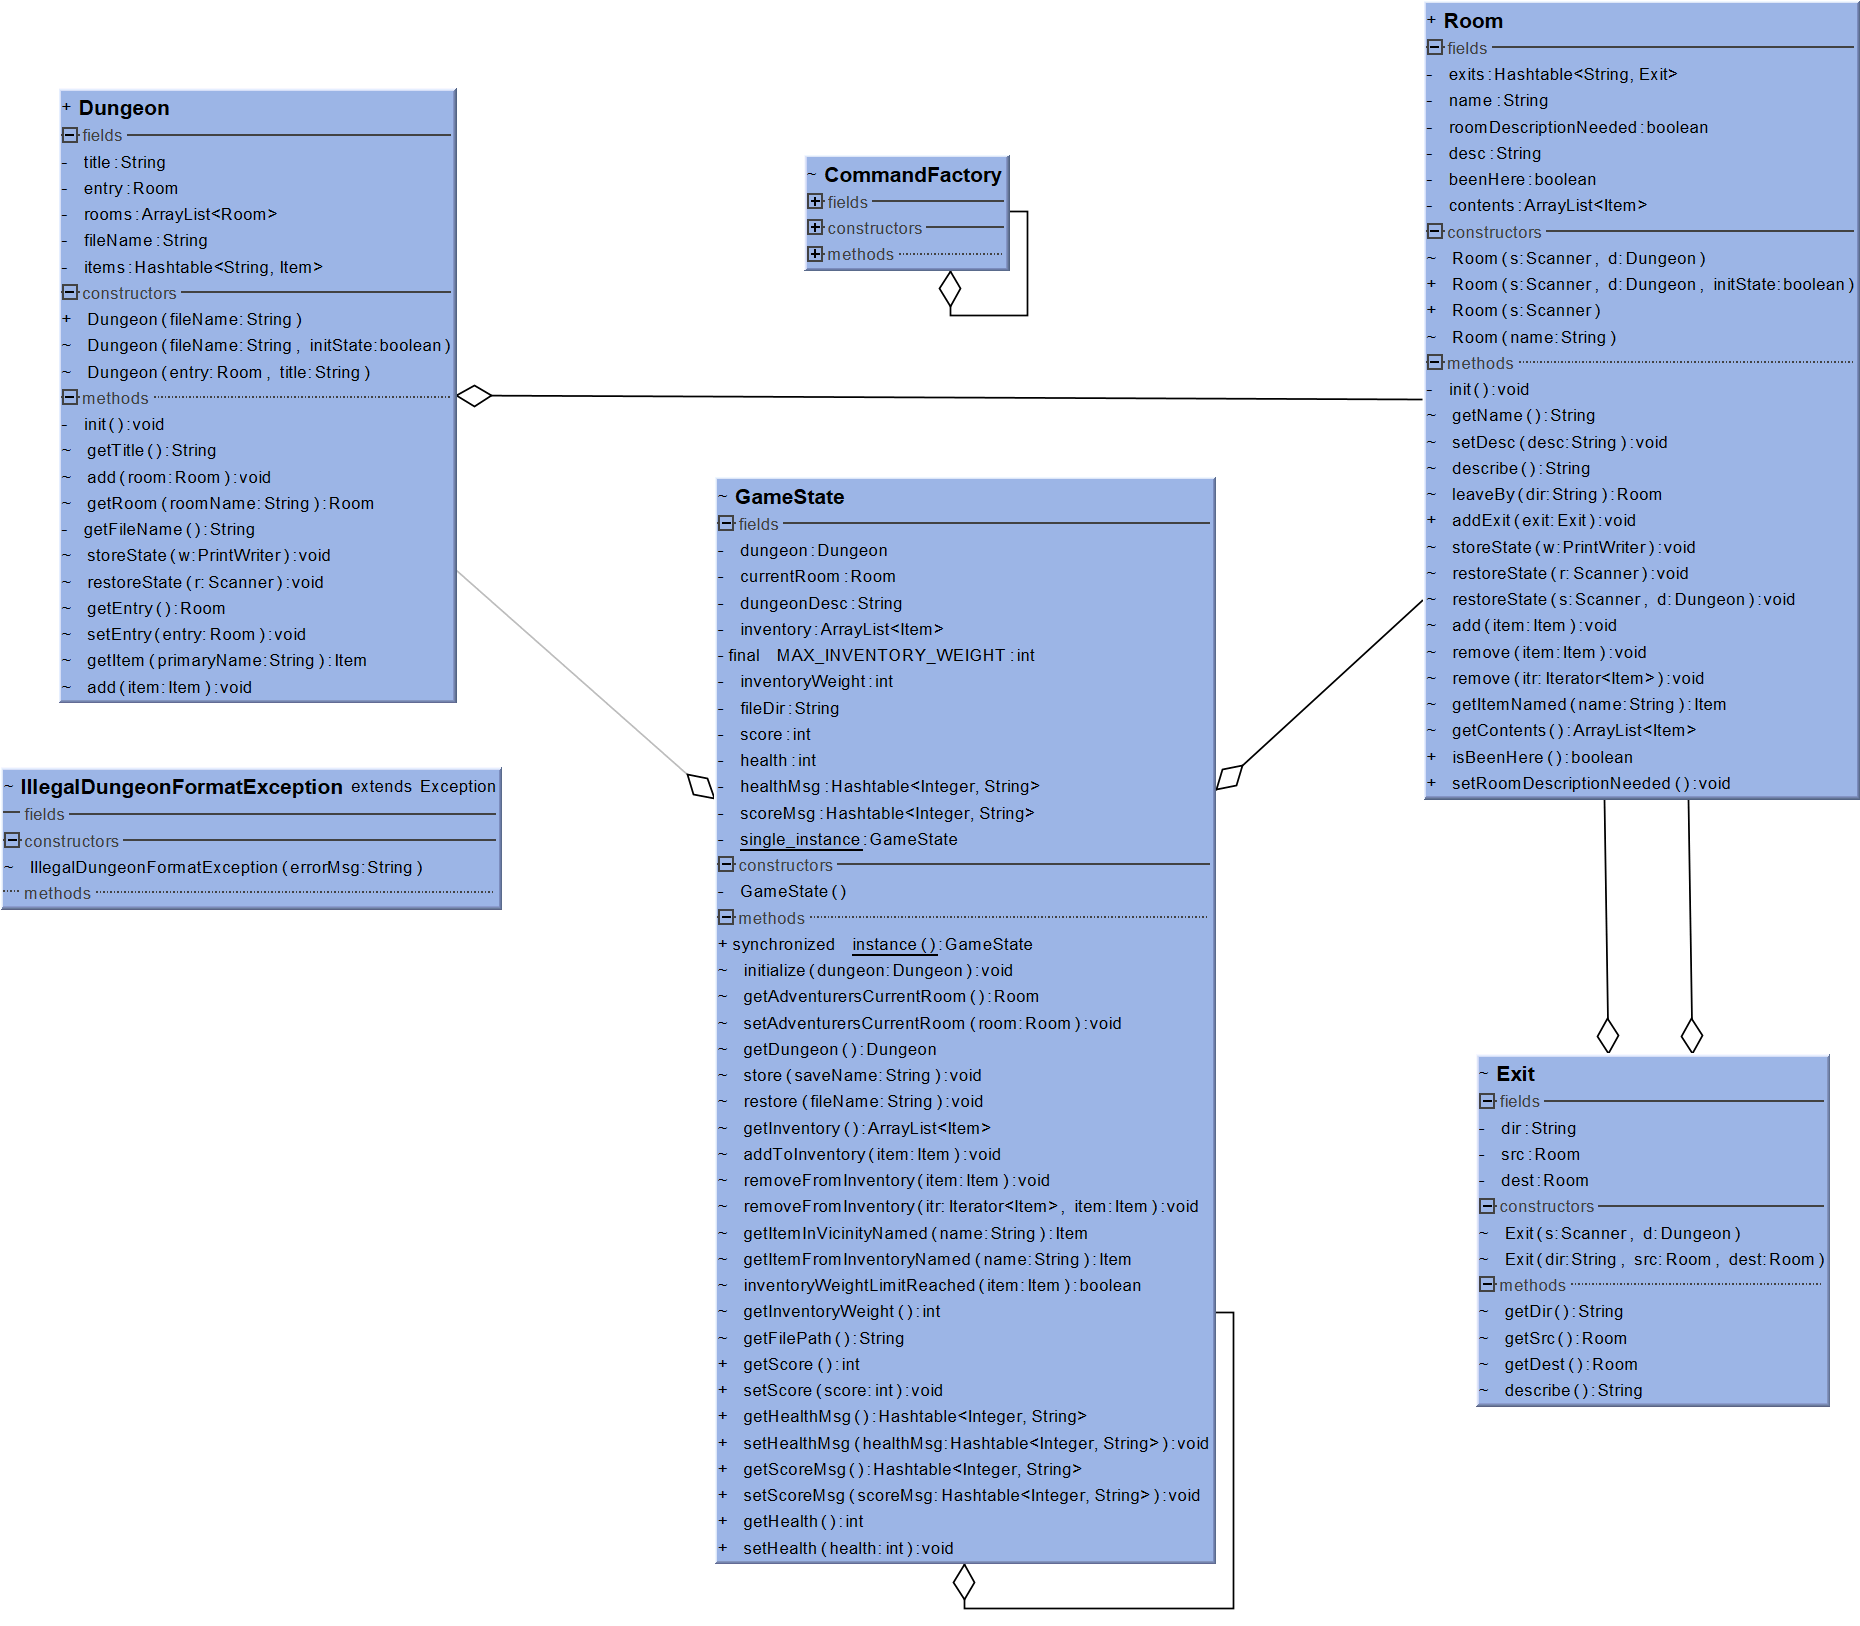 + Dungeon
fields
- title:String
- entry:Room
- rooms:ArrayList<Room>
- fileName:String
- items:Hashtable<String, Item>
constructors
+ Dungeon(fileName:String)
~ Dungeon(fileName:String, initState:boolean)
~ Dungeon(entry:Room, title:String)
methods
- init():void
~ getTitle():String
~ add(room:Room):void
~ getRoom(roomName:String):Room
- getFileName():String
~ storeState(w:PrintWriter):void
~ restoreState(r:Scanner):void
~ getEntry():Room
~ setEntry(entry:Room):void
~ getItem(primaryName:String):Item
~ add(item:Item):void
~ IllegalDungeonFormatException extends Exception
fields
constructors
~ IllegalDungeonFormatException(errorMsg:String)
methods
~ CommandFactory
fields
constructors
methods
~ GameState
fields
- dungeon:Dungeon
- currentRoom:Room
- dungeonDesc:String
- inventory:ArrayList<Item>
- final MAX_INVENTORY_WEIGHT:int
- inventoryWeight:int
- fileDir:String
- score:int
- health:int
- healthMsg:Hashtable<Integer, String>
- scoreMsg:Hashtable<Integer, String>
- single_instance:GameState
constructors
- GameState()
methods
+ synchronized instance():GameState
~ initialize(dungeon:Dungeon):void
~ getAdventurersCurrentRoom():Room
~ setAdventurersCurrentRoom(room:Room):void
~ getDungeon():Dungeon
~ store(saveName:String):void
~ restore(fileName:String):void
~ getInventory():ArrayList<Item>
~ addToInventory(item:Item):void
~ removeFromInventory(item:Item):void
~ removeFromInventory(itr:Iterator<Item>, item:Item):void
~ getItemInVicinityNamed(name:String):Item
~ getItemFromInventoryNamed(name:String):Item
~ inventoryWeightLimitReached(item:Item):boolean
~ getInventoryWeight():int
~ getFilePath():String
+ getScore():int
+ setScore(score:int):void
+ getHealthMsg():Hashtable<Integer, String>
+ setHealthMsg(healthMsg:Hashtable<Integer, String>):void
+ getScoreMsg():Hashtable<Integer, String>
+ setScoreMsg(scoreMsg:Hashtable<Integer, String>):void
+ getHealth():int
+ setHealth(health:int):void
+ Room
fields
- exits:Hashtable<String, Exit>
- name:String
- roomDescriptionNeeded:boolean
- desc:String
- beenHere:boolean
- contents:ArrayList<Item>
constructors
~ Room(s:Scanner, d:Dungeon)
+ Room(s:Scanner, d:Dungeon, initState:boolean)
+ Room(s:Scanner)
~ Room(name:String)
methods
- init():void
~ getName():String
~ setDesc(desc:String):void
~ describe():String
~ leaveBy(dir:String):Room
+ addExit(exit:Exit):void
~ storeState(w:PrintWriter):void
~ restoreState(r:Scanner):void
~ restoreState(s:Scanner, d:Dungeon):void
~ add(item:Item):void
~ remove(item:Item):void
~ remove(itr:Iterator<Item>):void
~ getItemNamed(name:String):Item
~ getContents():ArrayList<Item>
+ isBeenHere():boolean
+ setRoomDescriptionNeeded():void
~ Exit
fields
- dir:String
- src:Room
- dest:Room
constructors
~ Exit(s:Scanner, d:Dungeon)
~ Exit(dir:String, src:Room, dest:Room)
methods
~ getDir():String
~ getSrc():Room
~ getDest():Room
~ describe():String